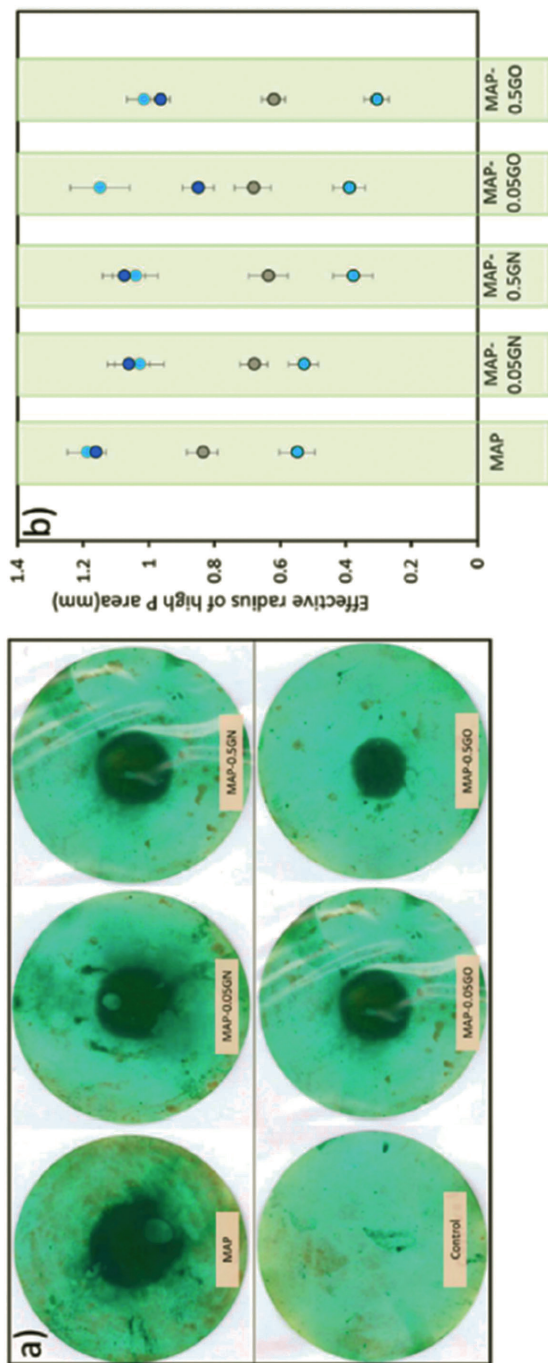 a)
MAP
MAP-0.05GN
MAP-0.5GN
Control
MAP-0.05GO
MAP-0.5GO
b)
Effective radius of high P area(mm)
1.4
1.2
1
0.8
0.6
0.4
0.2
0
MAP
MAP-
0.05GN
MAP-
0.5GN
MAP-
0.05GO
MAP-
0.5GO